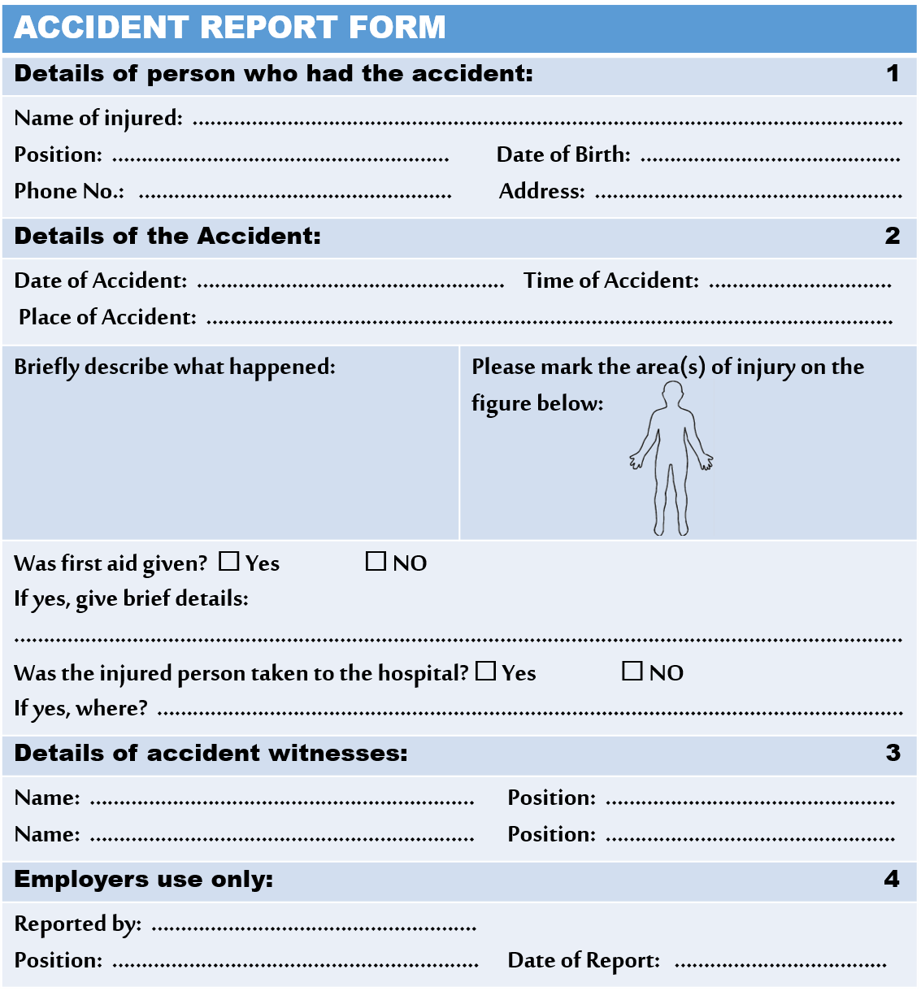 ACCIDENT REPORT FORM
Details of person who had the accident: 1
Name of injured: ........................................................................................................................
Position: ......................................................... Date of Birth: ............................................
Phone No.: ..................................................... Address: ....................................................
Details of the Accident: 2
Date of Accident: .................................................... Time of Accident: ...............................
Place of Accident: ....................................................................................................................
Briefly describe what happened:
Please mark the area(s) of injury on the
figure below:
Was first aid given? ☐ Yes ☐ NO
If yes, give brief details:
......................................................................................................................................................
Was the injured person taken to the hospital? ☐ Yes ☐ NO
If yes, where? ..............................................................................................................................
Details of accident witnesses: 3
Name: ................................................................. Position: .................................................
Name: ................................................................. Position: .................................................
Employers use only: 4
Reported by: .......................................................
Position: .............................................................. Date of Report: ....................................